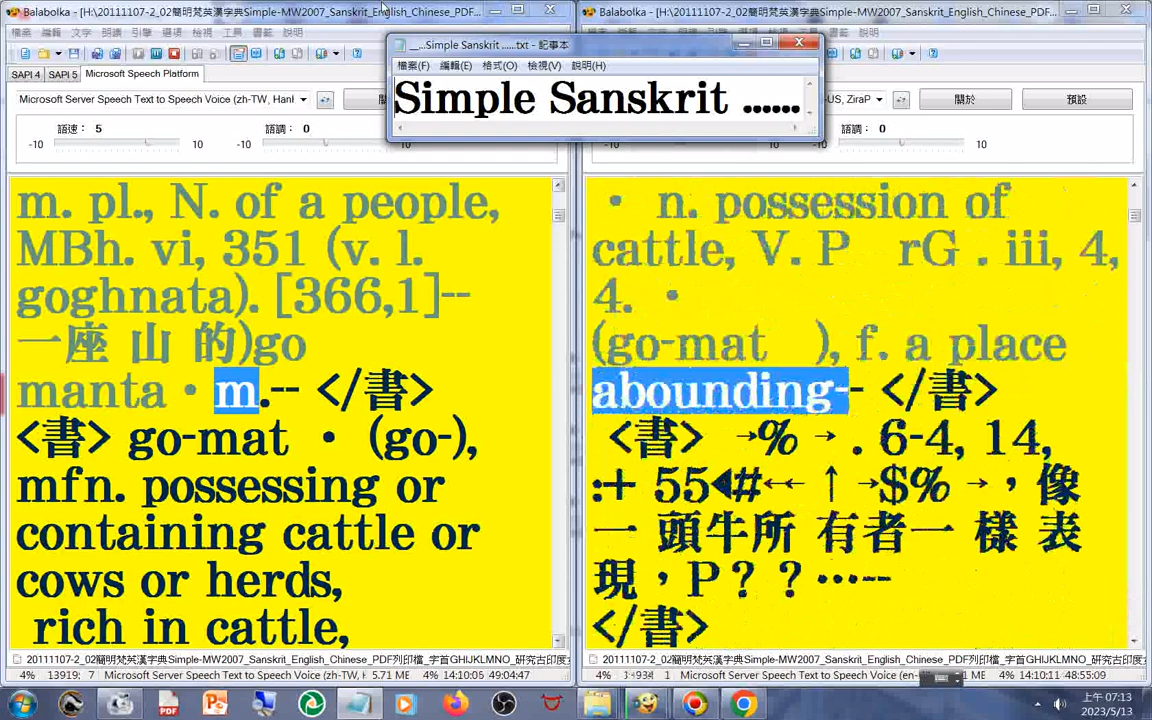 Balabolka - [H:\20111107-2_02簡明梵英漢字典Simple-MW2007_Sanskrit_English_Chinese_PDF...
檔案 編輯 文字 朗讀 引擎 選項 檢視 工具 書籤 說明
SAPI 4 SAPI 5 Microsoft Speech Platform
Microsoft Server Speech Text to Speech Voice (zh-TW, Hanl
語速： 5 語調： 0
-10 10 -10
m. pl., N. of a people,
MBh. vi, 351 (v. l.
goghnata). [366,1]--
一座 山 的)go
manta • m.-- </書>
<書> go-mat • (go-),
mfn. possessing or
containing cattle or
cows or herds,
rich in cattle,
20111107-2_02簡明梵英漢字典Simple-MW2007_Sanskrit_English_Chinese_PDF列印檔_字首GHIJKLMNO_研究古印度
4% 13919 7 Microsoft Server Speech Text to Speech Voice (zh-TW, 5.71 MB 4% 14:10:05 49:04:47
__...Simple Sanskrit ......txt - 記事本
檔案(F) 編輯(E) 格式(O) 檢視(V) 說明(H)
Simple Sanskrit ......
Balabolka - [H:\20111107-2_02簡明梵英漢字典Simple-MW2007_Sanskrit_English_Chinese_PDF...
-US, ZiraP 關於 預設
語調： 0
10
• n. possession of
cattle, V. P rG . iii, 4,
4. •
(go-mat ), f. a place
abounding-- </書>
<書> →% → . 6-4, 14,
:+ 55◄#←← ↑ →$% →，像
一 頭牛所 有者一 樣 表
現，P？？…--
</書>
20111107-2_02簡明梵英漢字典Simple-MW2007_Sanskrit_English_Chinese_PDF列印檔_字首GHIJKLMNO_研究古印度
4% Microsoft Server Speech Text to Speech Voice 4% 14:10:11 48:55:09
上午 07:13
2023/5/13